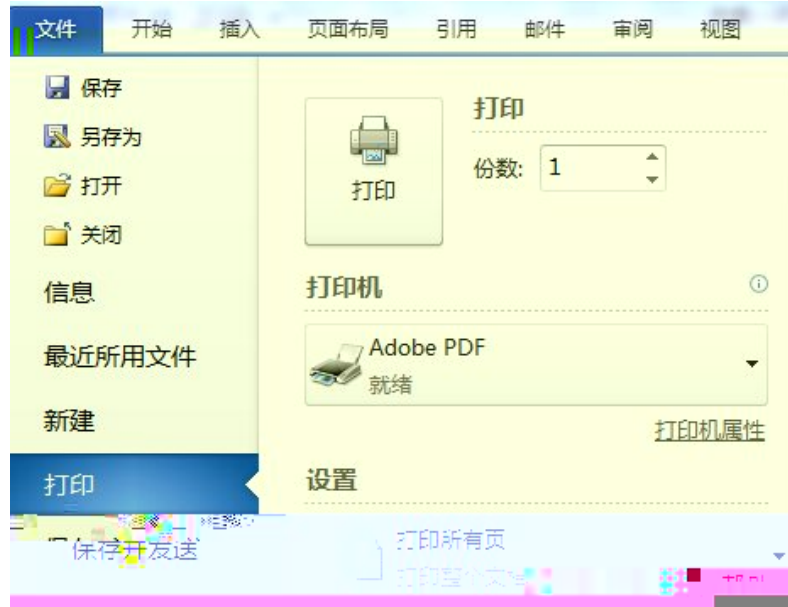 文件 开始 插入 页面布局 引用 邮件 审阅 视图
保存
另存为
打开
关闭
信息
最近所用文件
新建
打印
保存并发送
打印
打印
份数: 1
打印机
Adobe PDF
就绪
打印机属性
设置
打印所有页